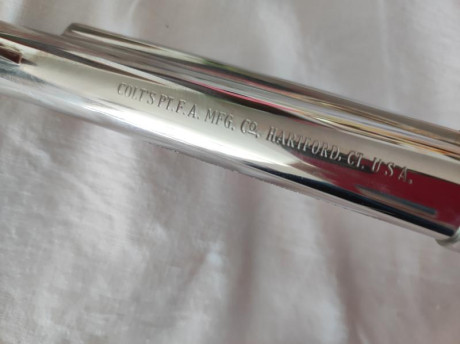 COLT'S PT. F. A. MFG. Co. HARTFORD, CT. U S A.